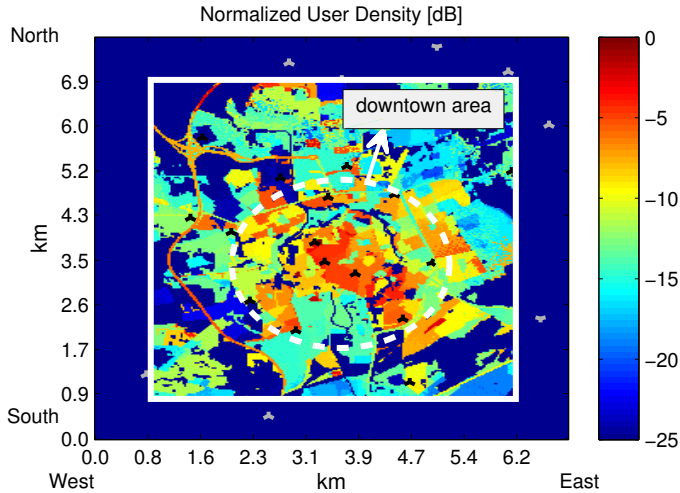 Normalized User Density [dB]
North
6.9
6.0
5.2
4.3
3.5
2.6
1.7
0.9
South
0.0
km
downtown area
0.0 0.8 1.6 2.3 3.1 3.9 4.7 5.4 6.2
West km East
0
−5
−10
−15
−20
−25